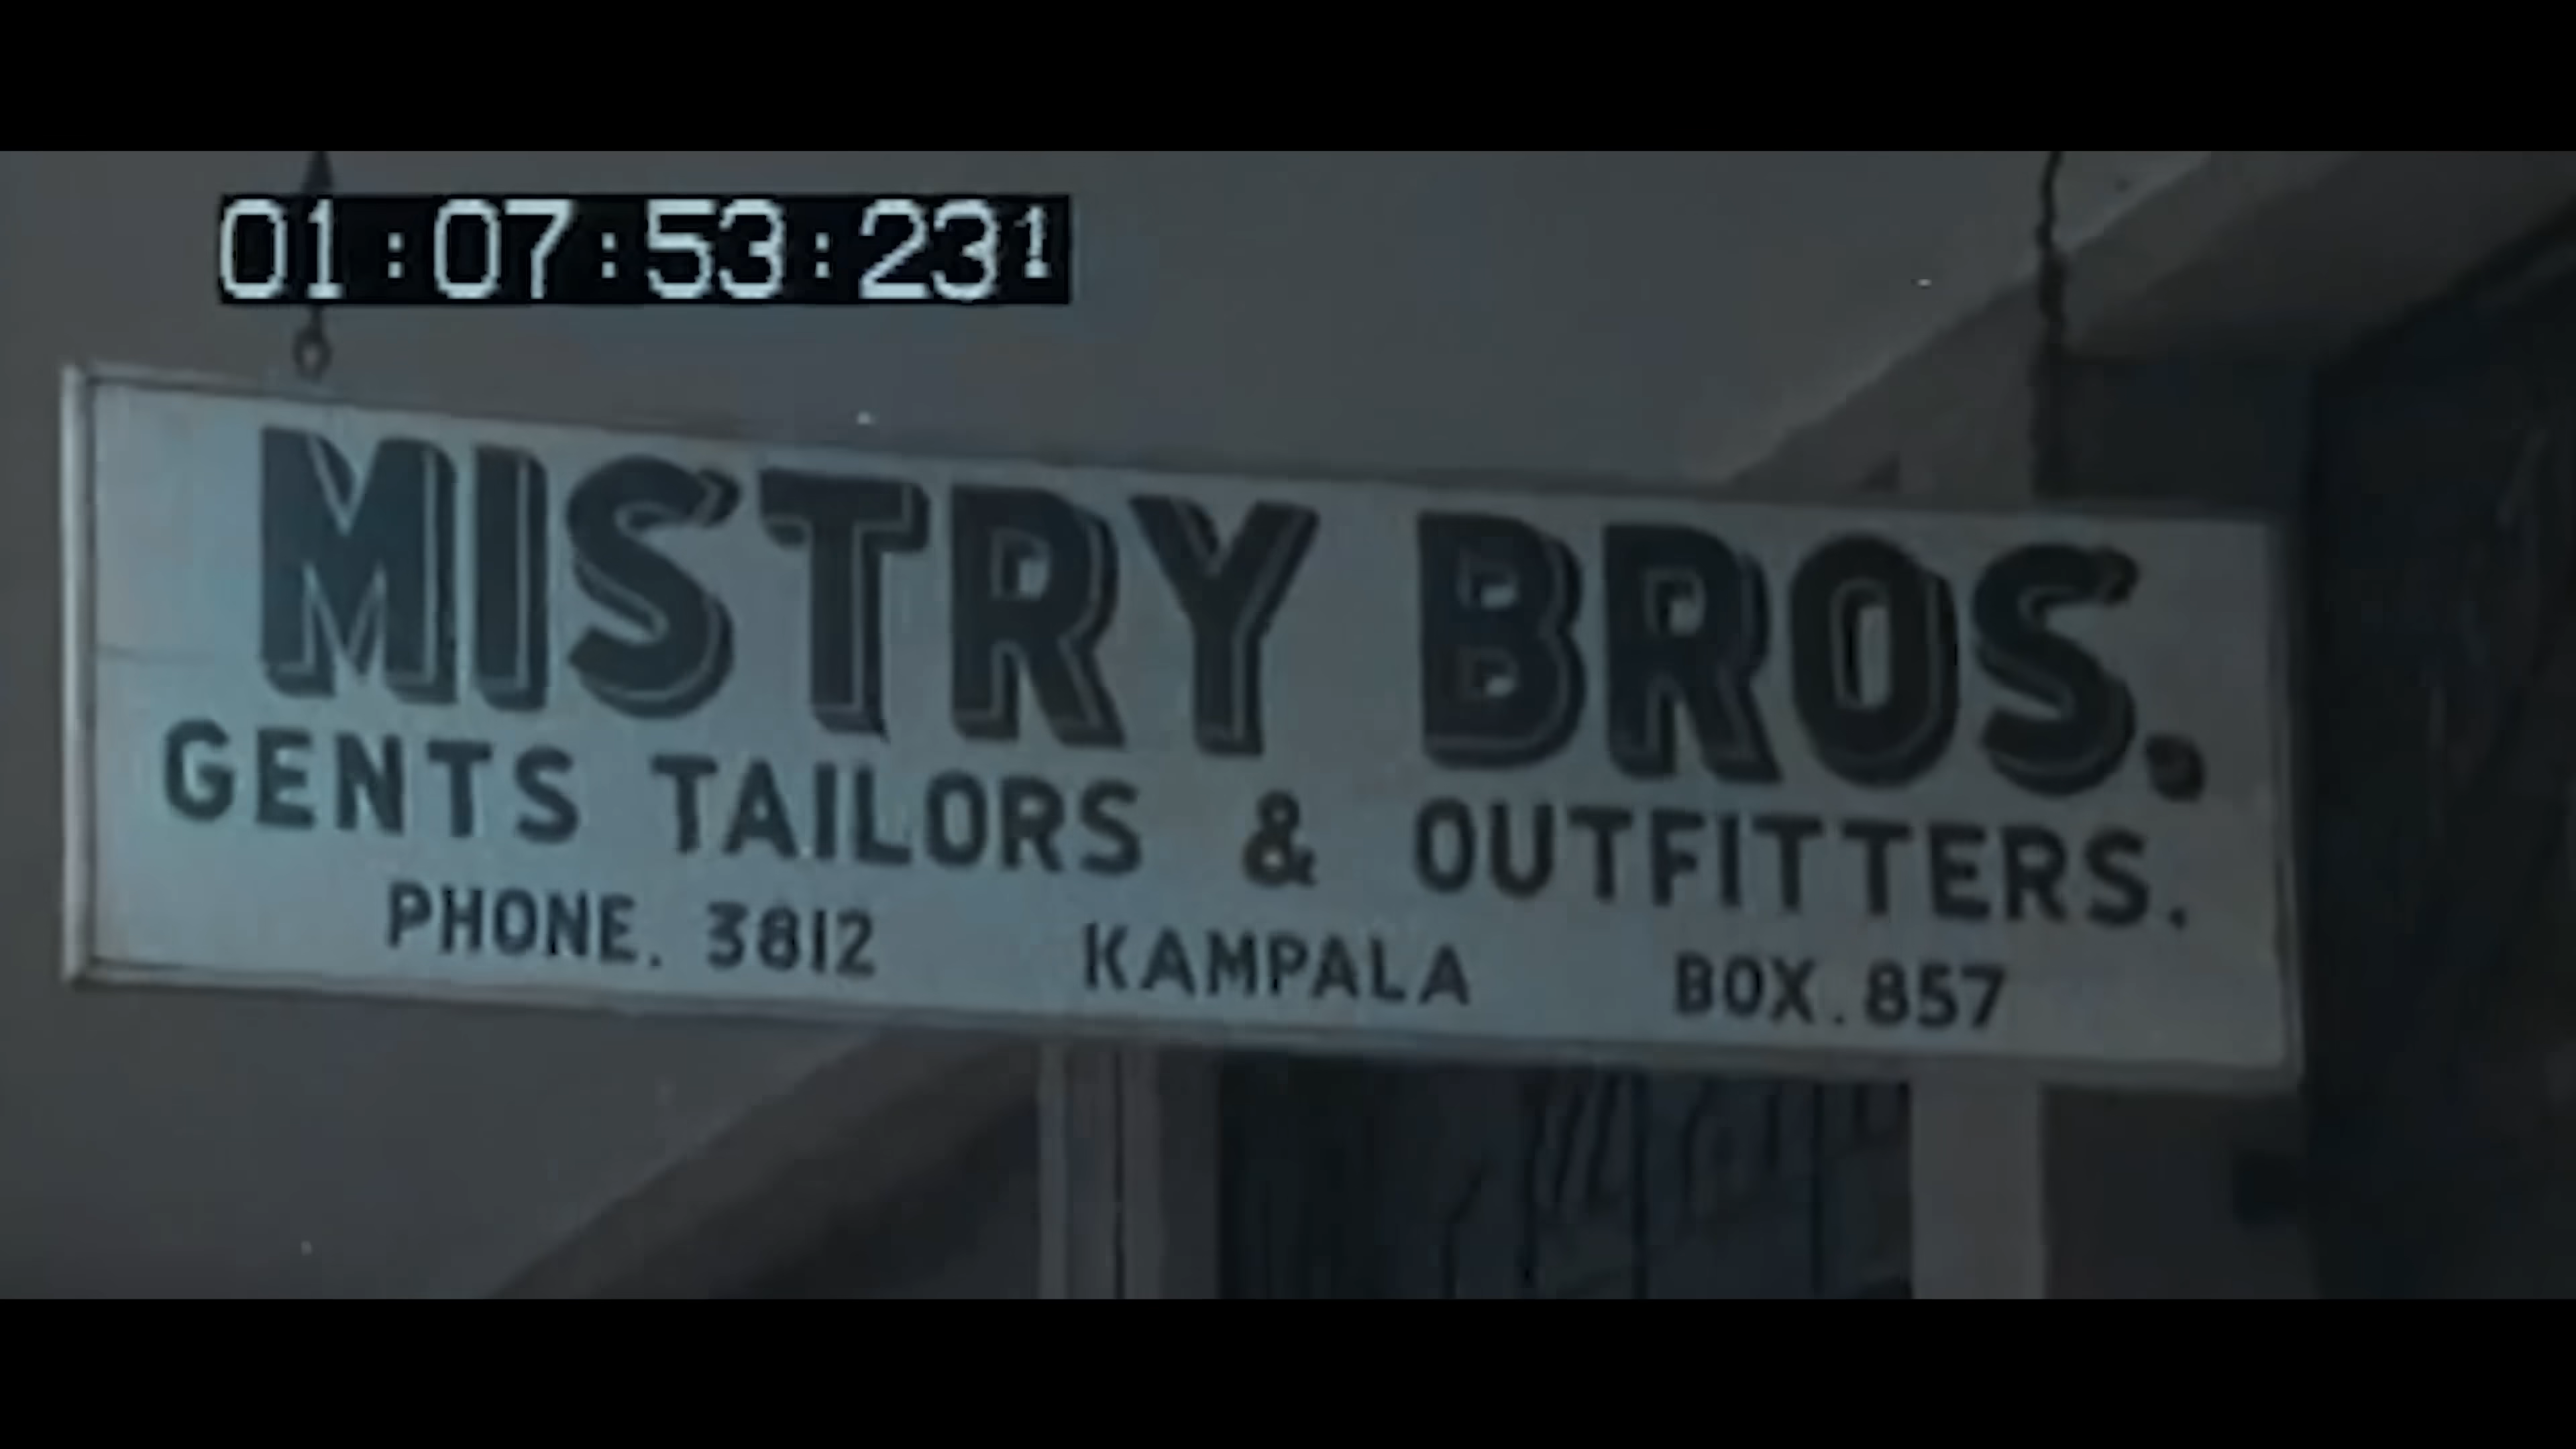 01:07:53:231
MISTRY BROS.
GENTS TAILORS & OUTFITTERS.
PHONE. 3812 KAMPALA BOX. 857